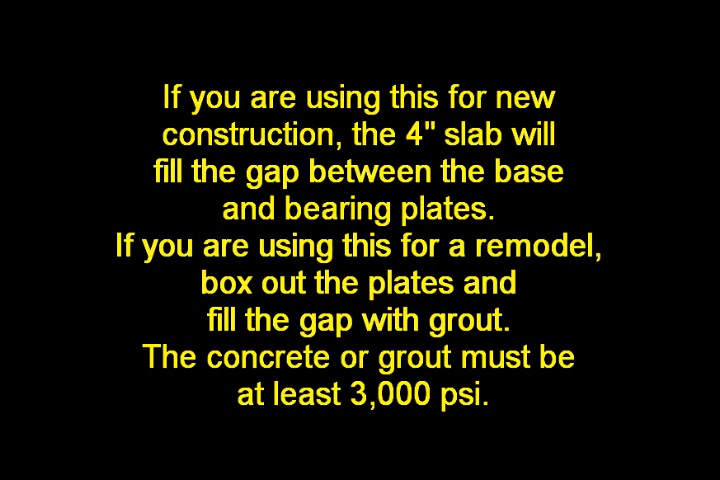 If you are using this for new
construction, the 4" slab will
fill the gap between the base
and bearing plates.
If you are using this for a remodel,
box out the plates and
fill the gap with grout.
The concrete or grout must be
at least 3,000 psi.